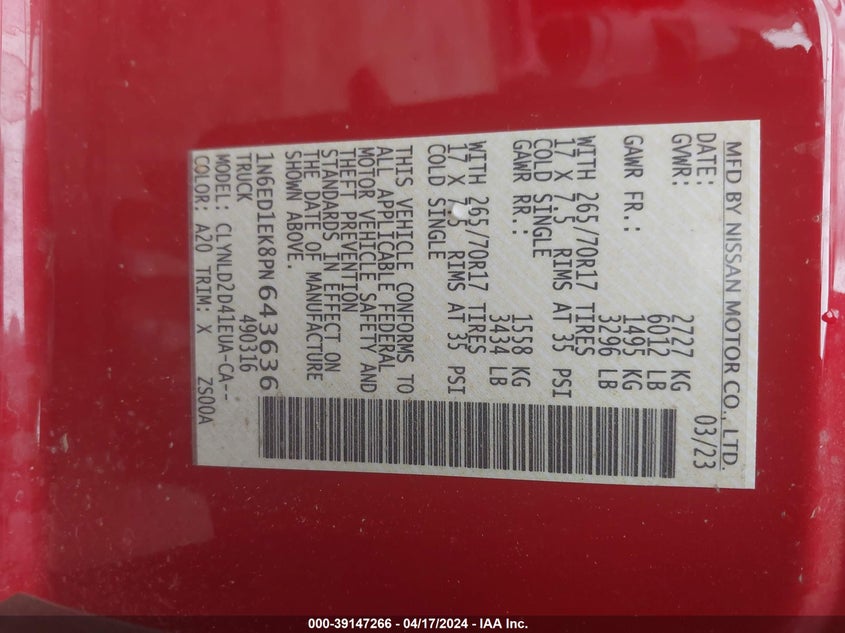 MFD BY NISSAN MOTOR CO., LTD.
DATE: 03/23
GVWR: 2727 KG
6012 LB
GAWR FR.: 1495 KG
3296 LB
WITH 265/70R17 TIRES
17 X 7.5 RIMS AT 35 PSI
COLD SINGLE
GAWR RR.: 1558 KG
3434 LB
WITH 265/70R17 TIRES
17 X 7.5 RIMS AT 35 PSI
COLD SINGLE
THIS VEHICLE CONFORMS TO
ALL APPLICABLE FEDERAL
MOTOR VEHICLE SAFETY AND
THEFT PREVENTION
STANDARDS IN EFFECT ON
THE DATE OF MANUFACTURE
SHOWN ABOVE.
1N6ED1EK8PN643636
TRUCK 490316
MODEL: CLYNLD2D41EUA-CA--
COLOR: A20 TRIM: X ZS00A
000-39147266 - 04/17/2024 - IAA Inc.